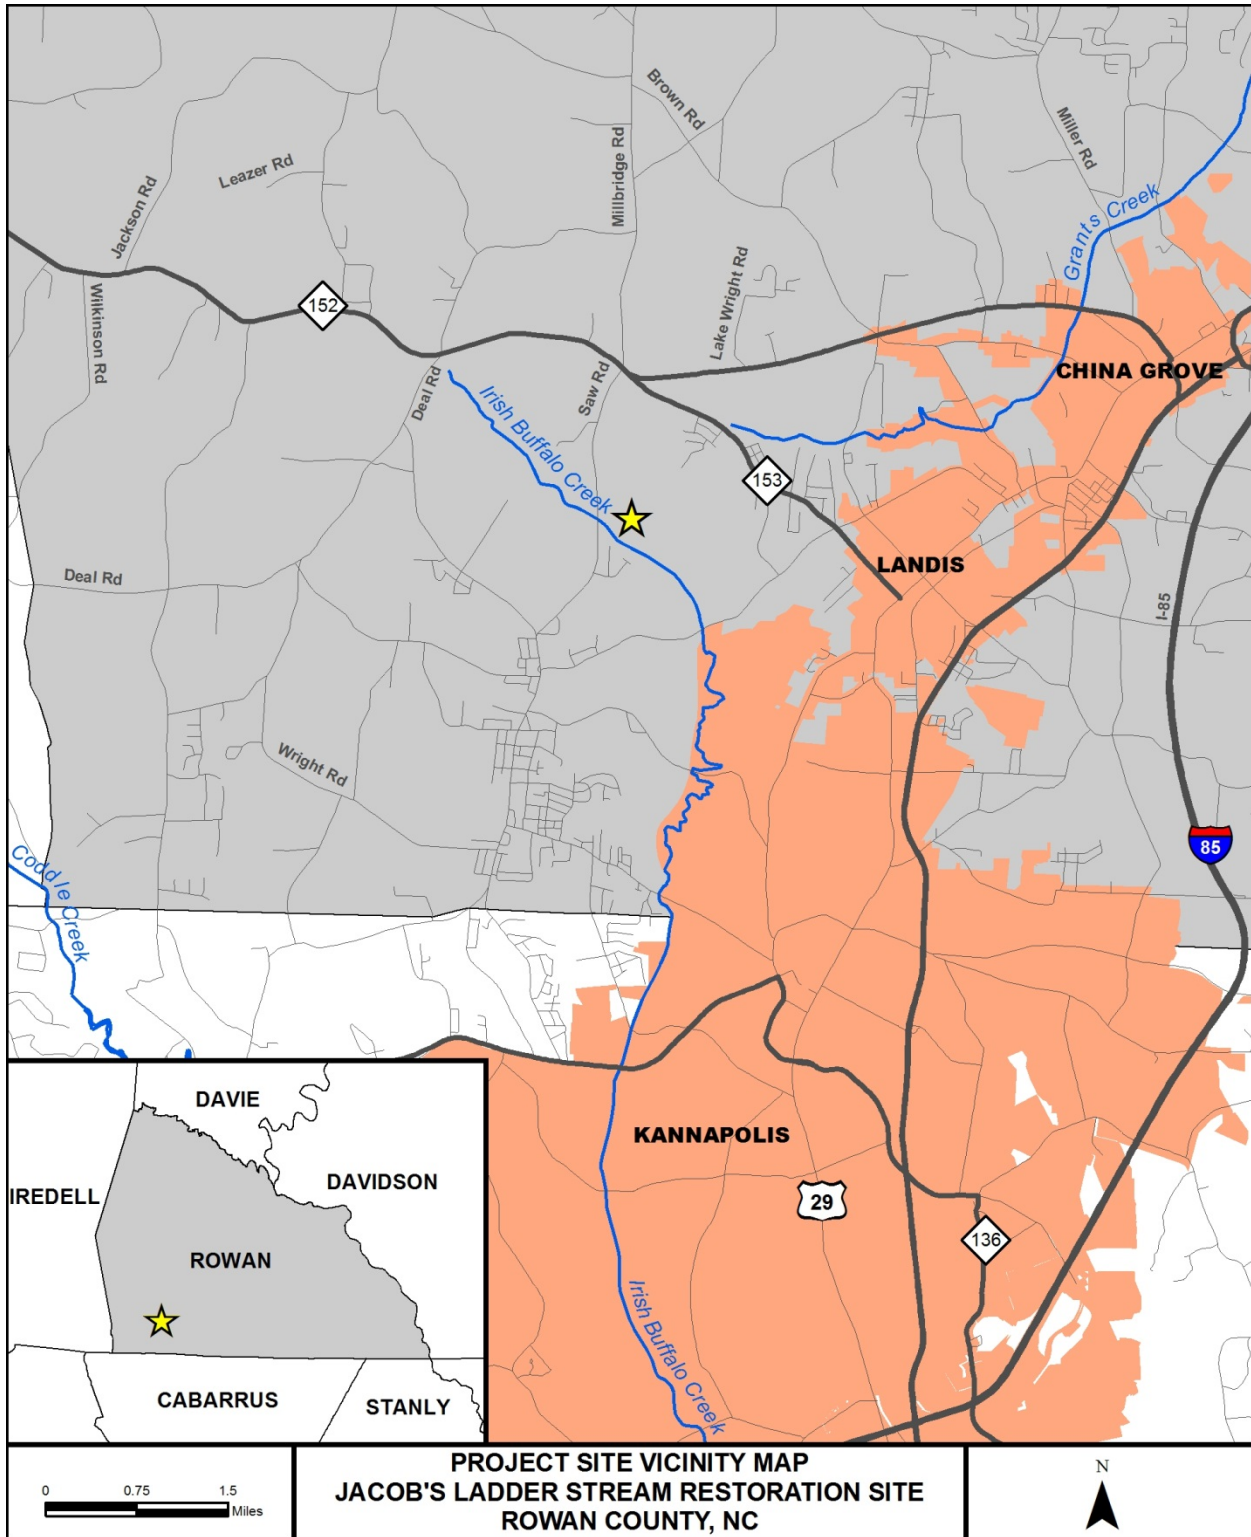 Brown Rd
Miller Rd
Millbridge Rd
Leazer Rd
Jackson Rd
Grants Creek
Wilkinson Rd
152
Lake Wright Rd
CHINA GROVE
Deal Rd
Saw Rd
Irish Buffalo Creek
153
LANDIS
Deal Rd
I-85
Wright Rd
85
Coddle Creek
KANNAPOLIS
29
136
Irish Buffalo Creek
DAVIE
IREDELL
DAVIDSON
ROWAN
CABARRUS
STANLY
0 0.75 1.5
Miles
PROJECT SITE VICINITY MAP
JACOB'S LADDER STREAM RESTORATION SITE
ROWAN COUNTY, NC
N